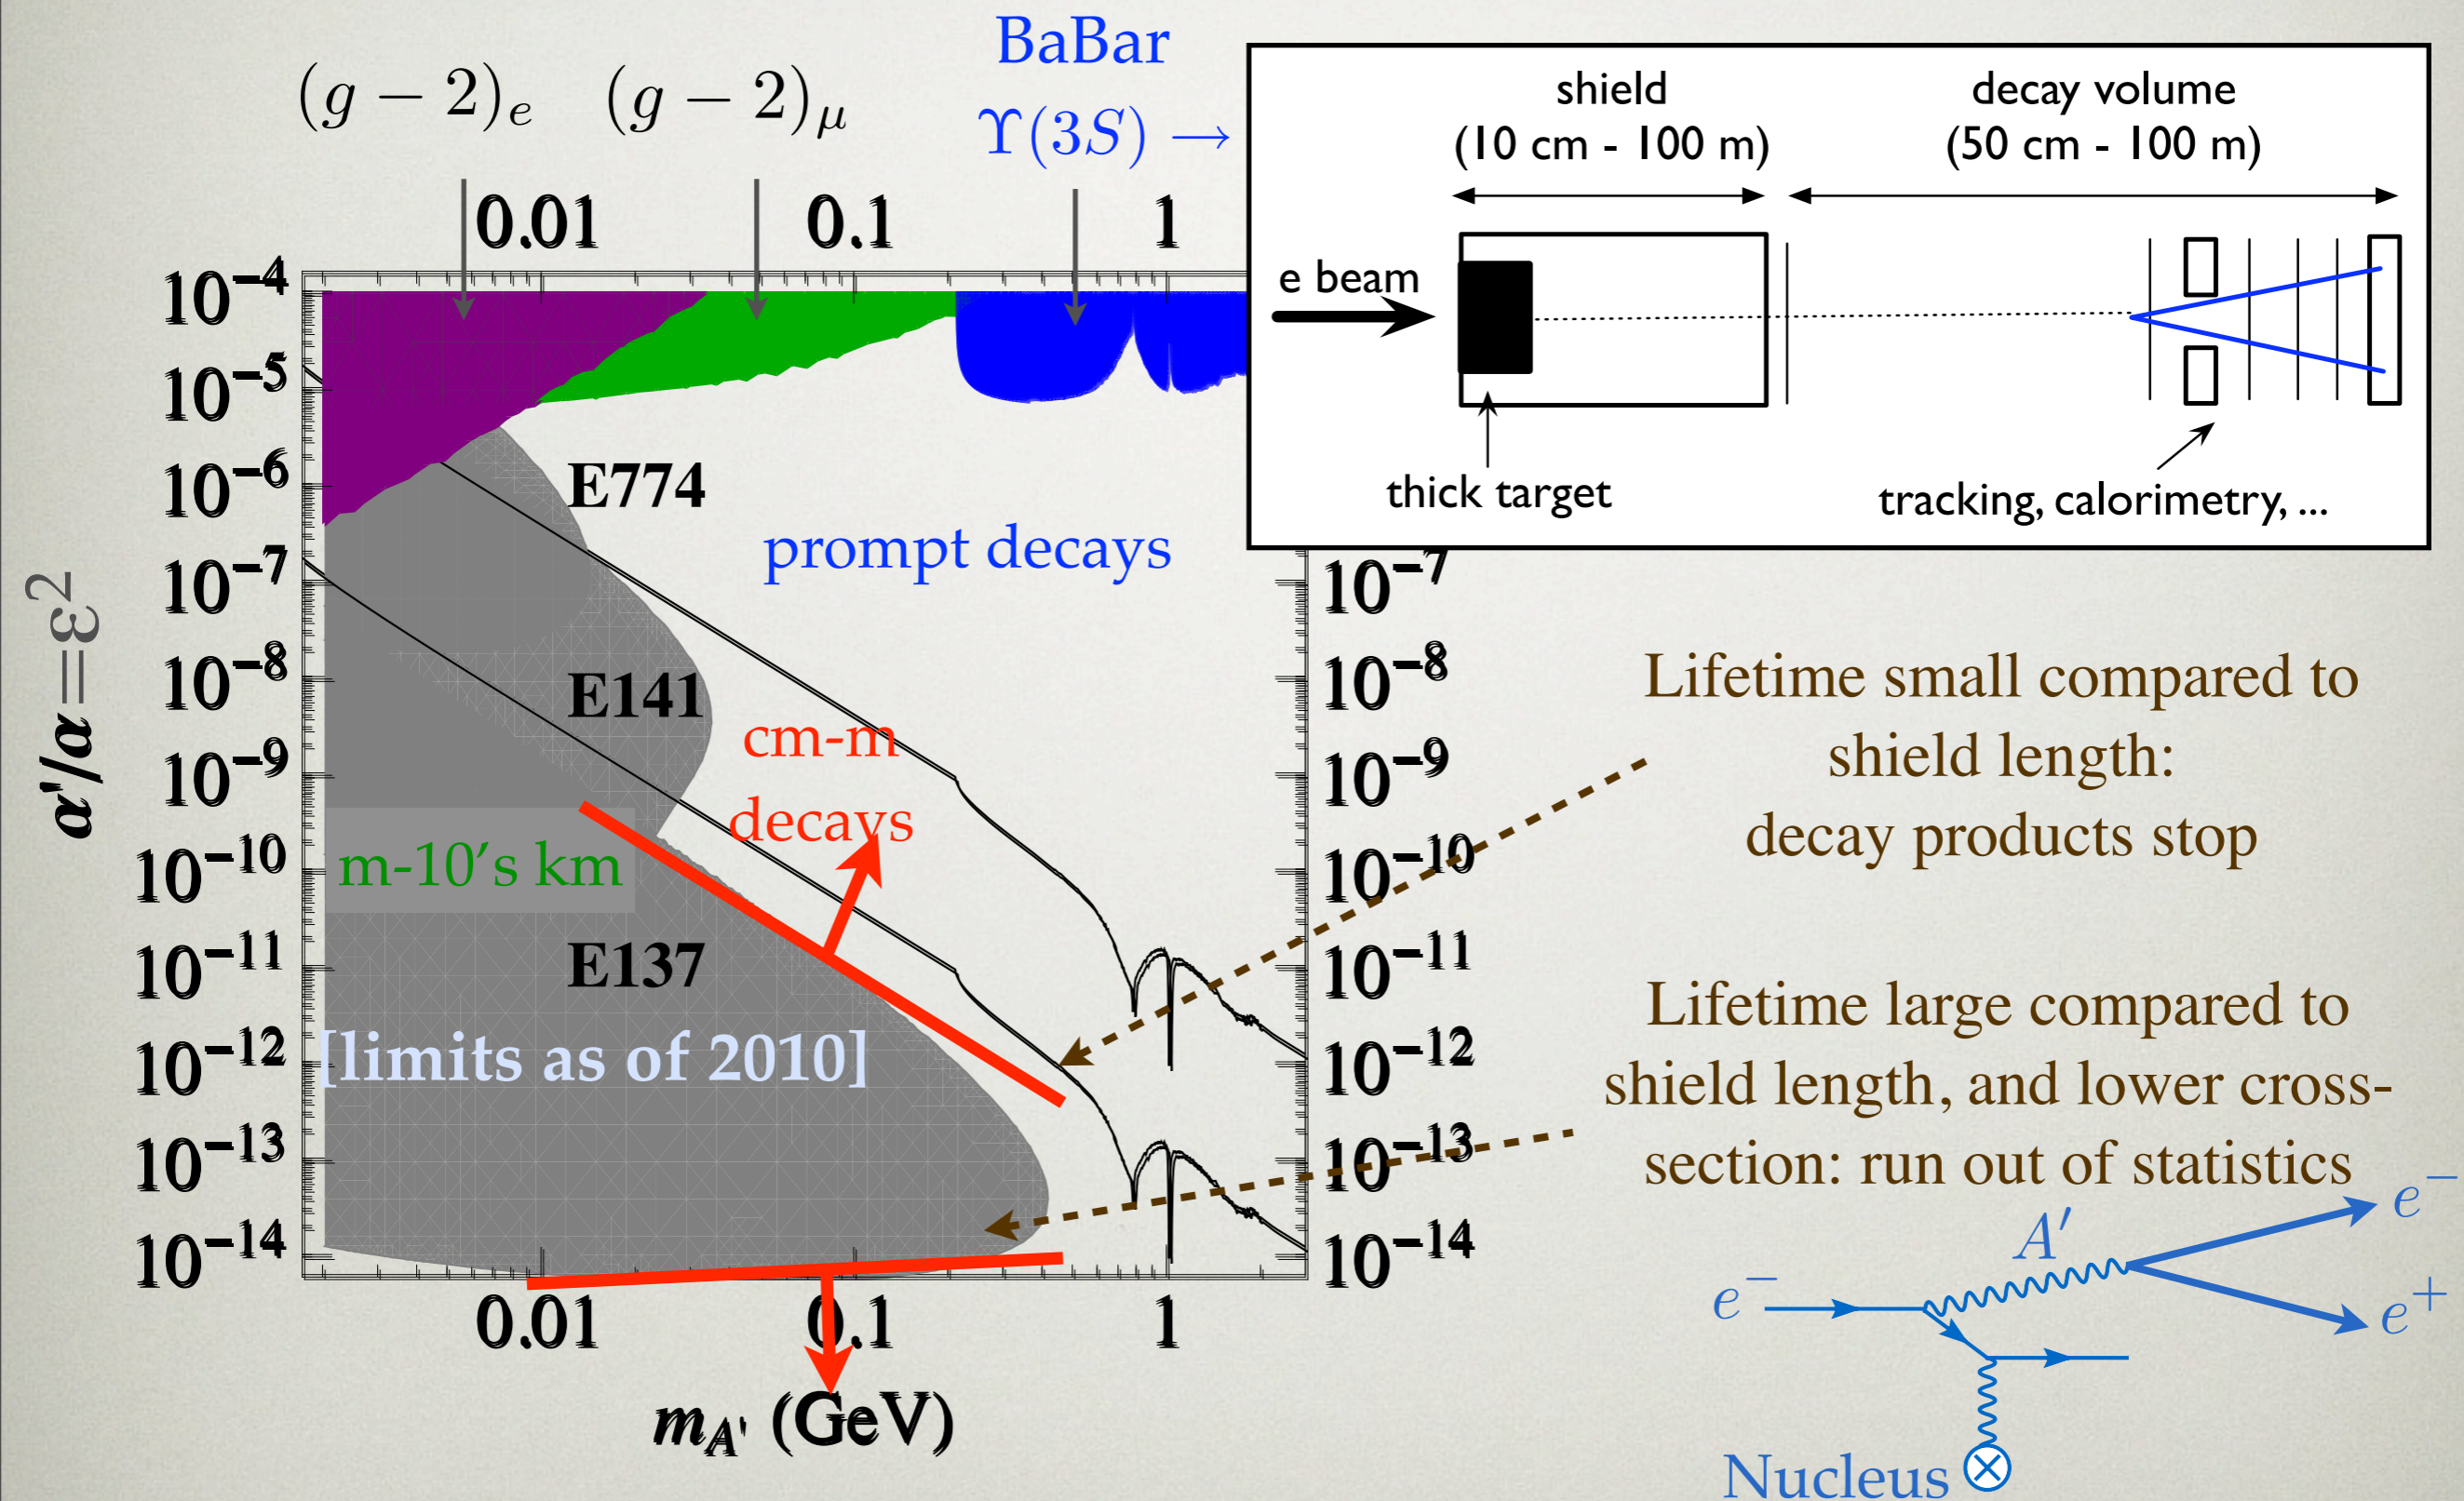 BaBar
(g − 2)ₑ (g − 2)μ ϒ(3S) →
shield
(10 cm - 100 m)
decay volume
(50 cm - 100 m)
e beam
thick target
tracking, calorimetry, ...
0.01 0.1 1
10⁻⁴
10⁻⁵
10⁻⁶
10⁻⁷
10⁻⁸
10⁻⁹
10⁻¹⁰
10⁻¹¹
10⁻¹²
10⁻¹³
10⁻¹⁴
α'/α=ε²
E774
prompt decays
E141
cm-m
decays
m-10's km
E137
[limits as of 2010]
10⁻⁷
10⁻⁸
10⁻⁹
10⁻¹⁰
10⁻¹¹
10⁻¹²
10⁻¹³
10⁻¹⁴
0.01 0.1 1
m_A' (GeV)
Lifetime small compared to
shield length:
decay products stop
Lifetime large compared to
shield length, and lower cross-
section: run out of statistics
e⁻
A′
e⁻
e⁺
Nucleus